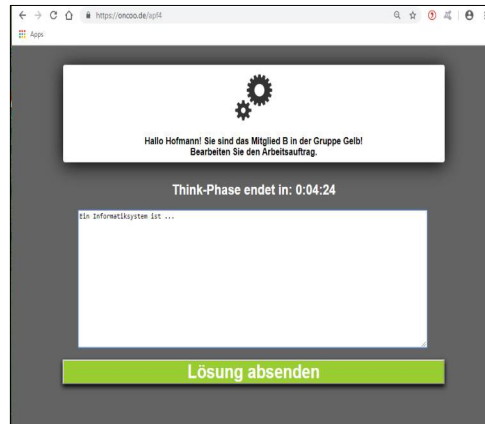 https://oncoo.de/apf4
Apps
Hallo Hofmann! Sie sind das Mitglied B in der Gruppe Gelb!
Bearbeiten Sie den Arbeitsauftrag.
Think-Phase endet in: 0:04:24
Ein Informatiksystem ist ...
Lösung absenden